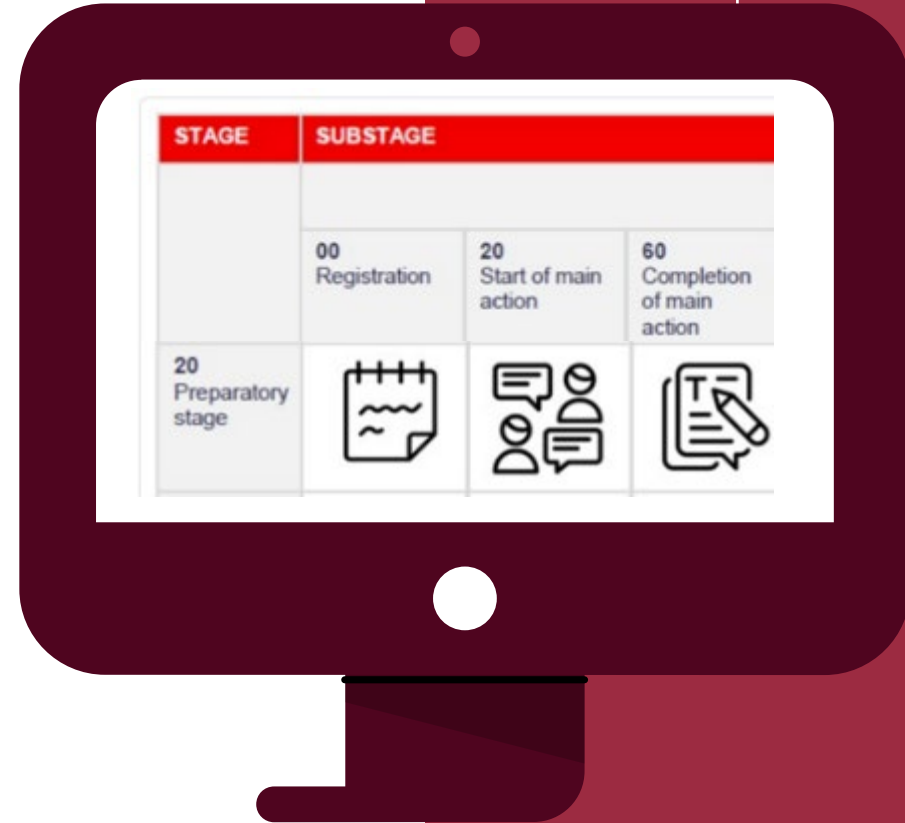 STAGE
SUBSTAGE
00
Registration
20
Start of main
action
60
Completion
of main
action
20
Preparatory
stage
T